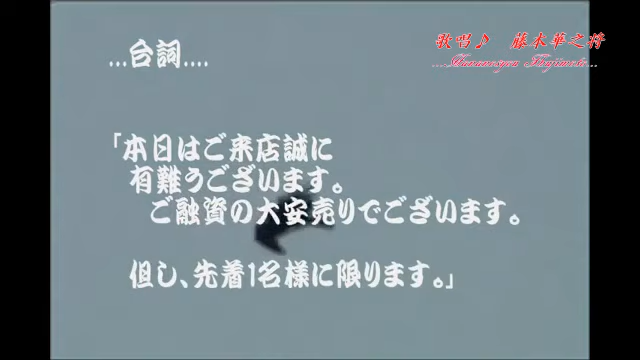 歌唱♪ 藤本華之将
...台詞....
「本日はご来店誠に
有難うございます。
ご融資の大安売りでございます。
但し、先着1名様に限ります。」